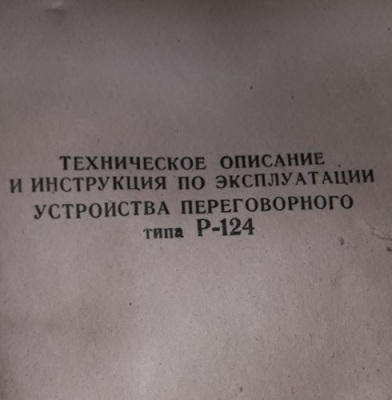 ТЕХНИЧЕСКОЕ ОПИСАНИЕ
И ИНСТРУКЦИЯ ПО ЭКСПЛУАТАЦИИ
УСТРОЙСТВА ПЕРЕГОВОРНОГО
типа Р-124